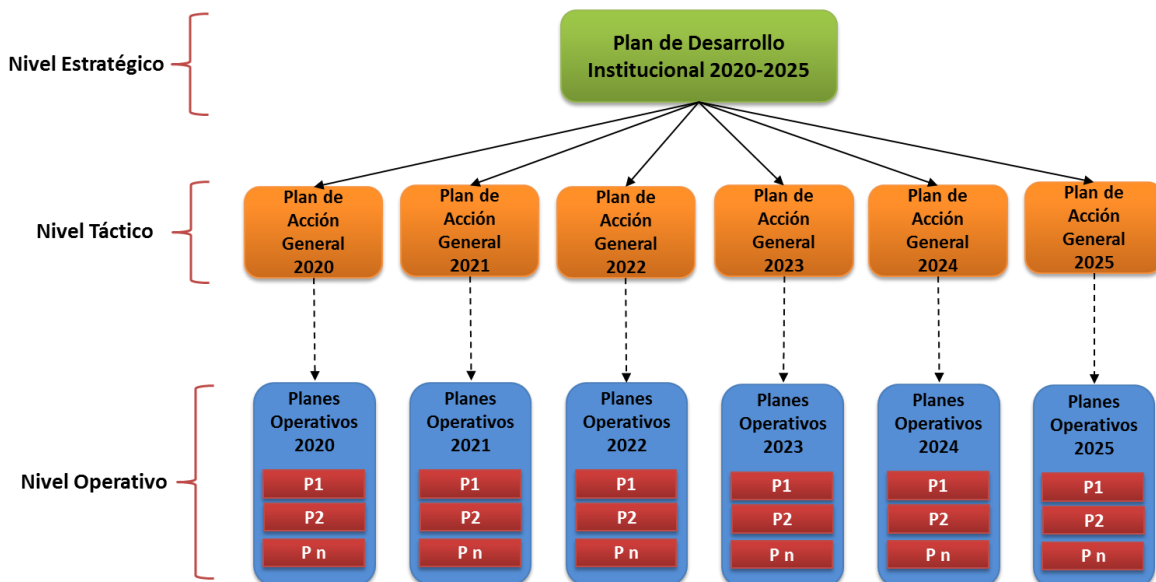 Nivel Estratégico
Plan de Desarrollo
Institucional 2020-2025
Nivel Táctico
Plan de
Acción
General
2020
Plan de
Acción
General
2021
Plan de
Acción
General
2022
Plan de
Acción
General
2023
Plan de
Acción
General
2024
Plan de
Acción
General
2025
Nivel Operativo
Planes
Operativos
2020
P1
P2
P n
Planes
Operativos
2021
P1
P2
P n
Planes
Operativos
2022
P1
P2
P n
Planes
Operativos
2023
P1
P2
P n
Planes
Operativos
2024
P1
P2
P n
Planes
Operativos
2025
P1
P2
P n